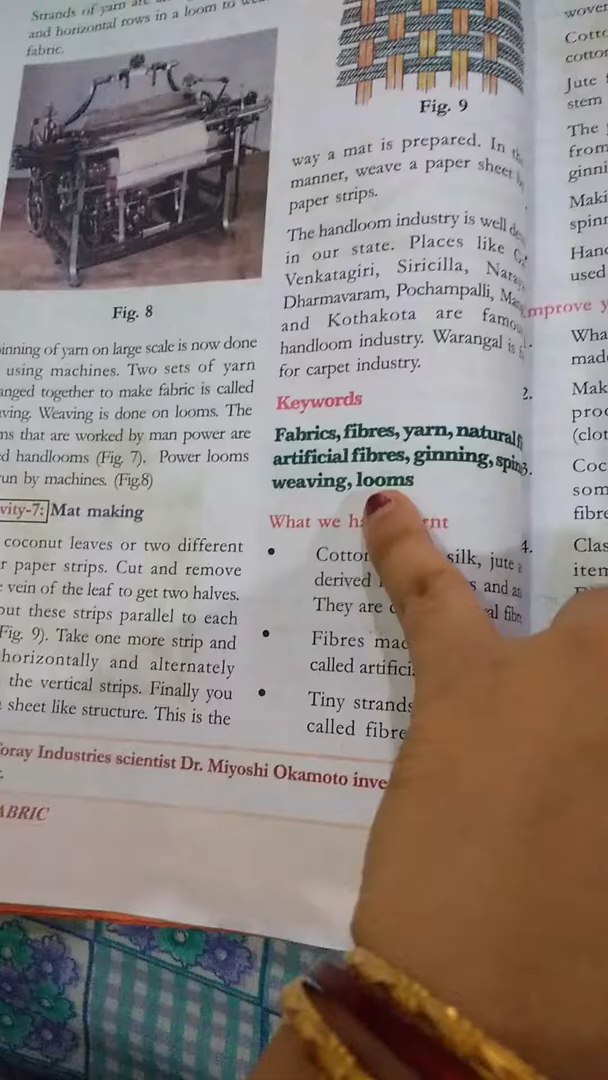 Strands of yarn are
and horizontal rows in a loom to
fabric.
Fig. 8
inning of yarn on large scale is now done
using machines. Two sets of yarn
anged together to make fabric is called
ving. Weaving is done on looms. The
ms that are worked by man power are
ed handlooms (Fig. 7). Power looms
run by machines. (Fig.8)
vity-7: Mat making
coconut leaves or two different
r paper strips. Cut and remove
vein of the leaf to get two halves.
put these strips parallel to each
Fig. 9). Take one more strip and
horizontally and alternately
the vertical strips. Finally you
sheet like structure. This is the
Toray Industries scientist Dr. Miyoshi Okamoto inve
ABRIC
Fig. 9
way a mat is prepared. In
manner, weave a paper sheet
paper strips.
The handloom industry is well
in our state. Places like
Venkatagiri, Siricilla, Naray
Dharmavaram, Pochampalli,
and Kothakota are famou
handloom industry. Warangal is
for carpet industry.
Keywords
Fabrics, fibres, yarn, natural
artificial fibres, ginning, spin
weaving, looms
What we ha rnt
• Cotto silk, jute
derived s and
They are al fibr
• Fibres mad
called artifici
• Tiny strands
called fibre
woven
Cotto
cotton
Jute
stem
The
from
ginni
Maki
spinn
Hand
used
mprove y
Wha
made
2. Mak
proc
(clot
3. Coc
som
fibre
4. Clas
item